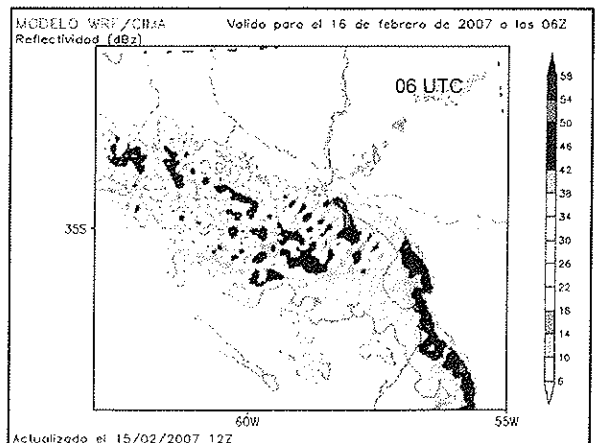 MODELO WRF/CIMA Valido para el 16 de febrero de 2007 a las 06Z
Reflectividad (dBz)
06 UTC
58
54
50
46
42
38
34
30
26
22
18
14
10
6
35S
60W
55W
Actualizado el 15/02/2007 12Z